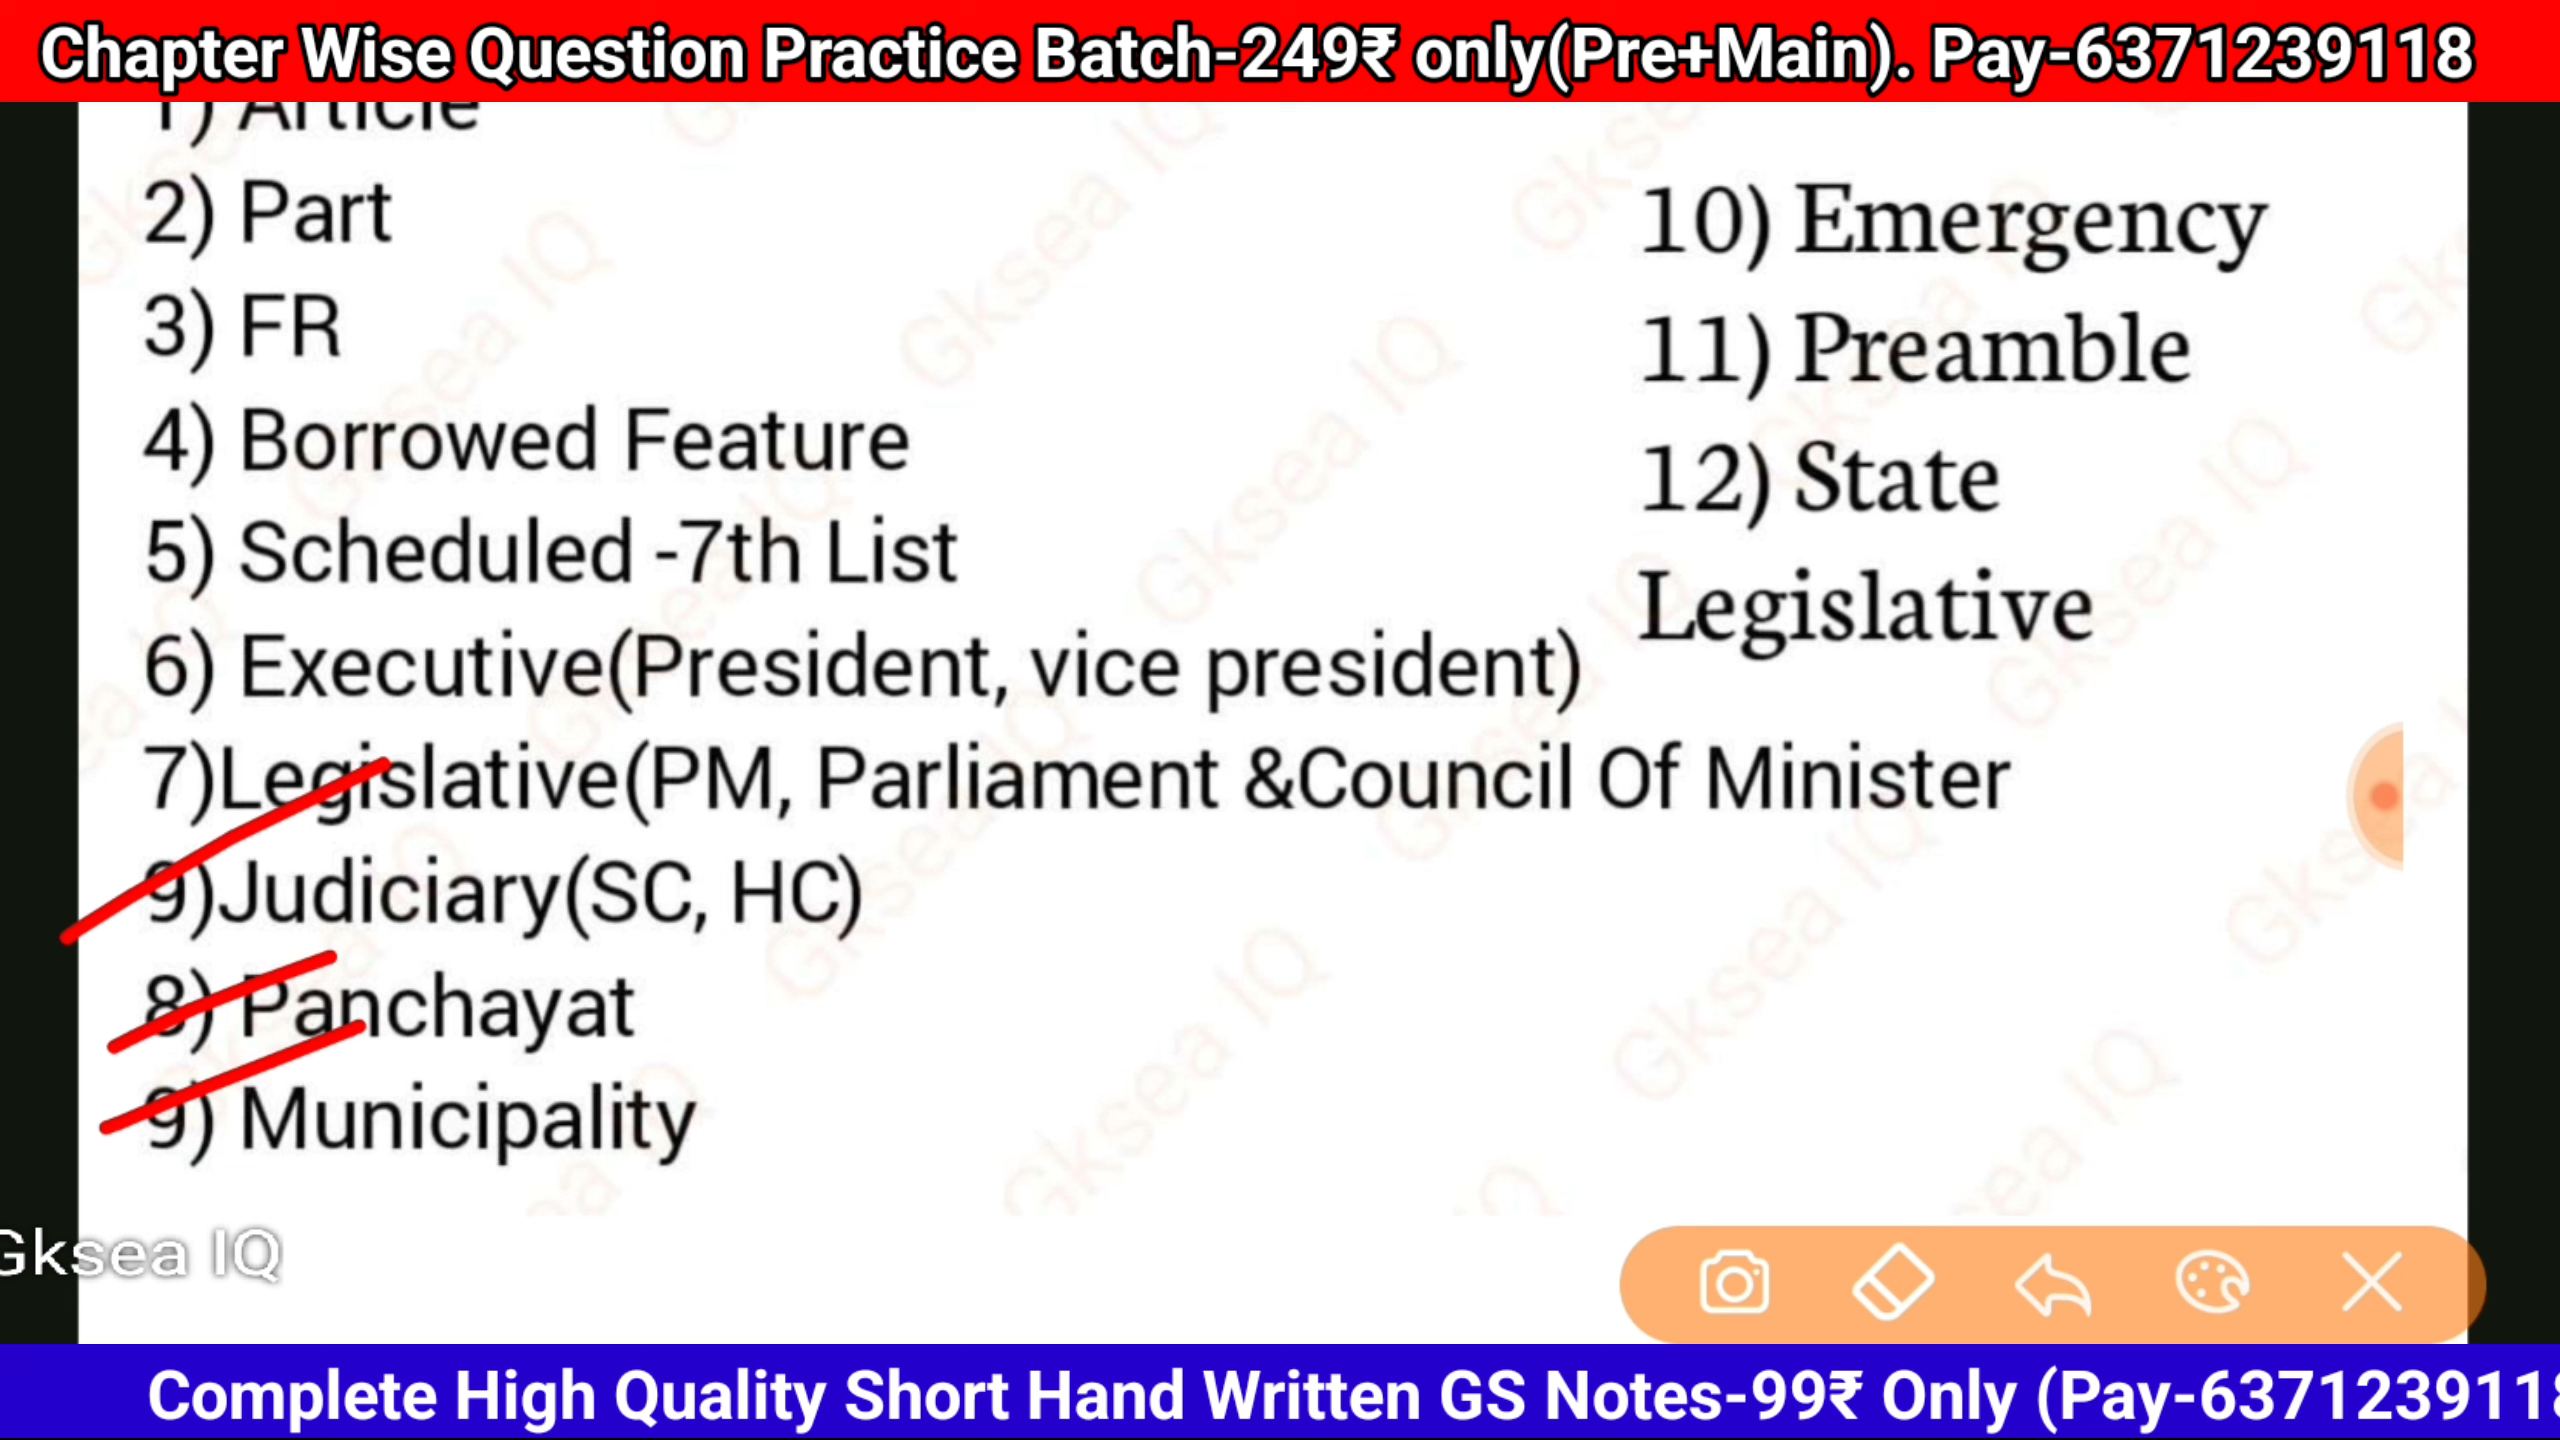 Chapter Wise Question Practice Batch-249₹ only(Pre+Main). Pay-6371239118
1) Article
2) Part
3) FR
4) Borrowed Feature
5) Scheduled -7th List
6) Executive(President, vice president)
7)Legislative(PM, Parliament &Council Of Minister
9)Judiciary(SC, HC)
8) Panchayat
9) Municipality
10) Emergency
11) Preamble
12) State
Legislative
Gksea IQ
Complete High Quality Short Hand Written GS Notes-99₹ Only (Pay-6371239118